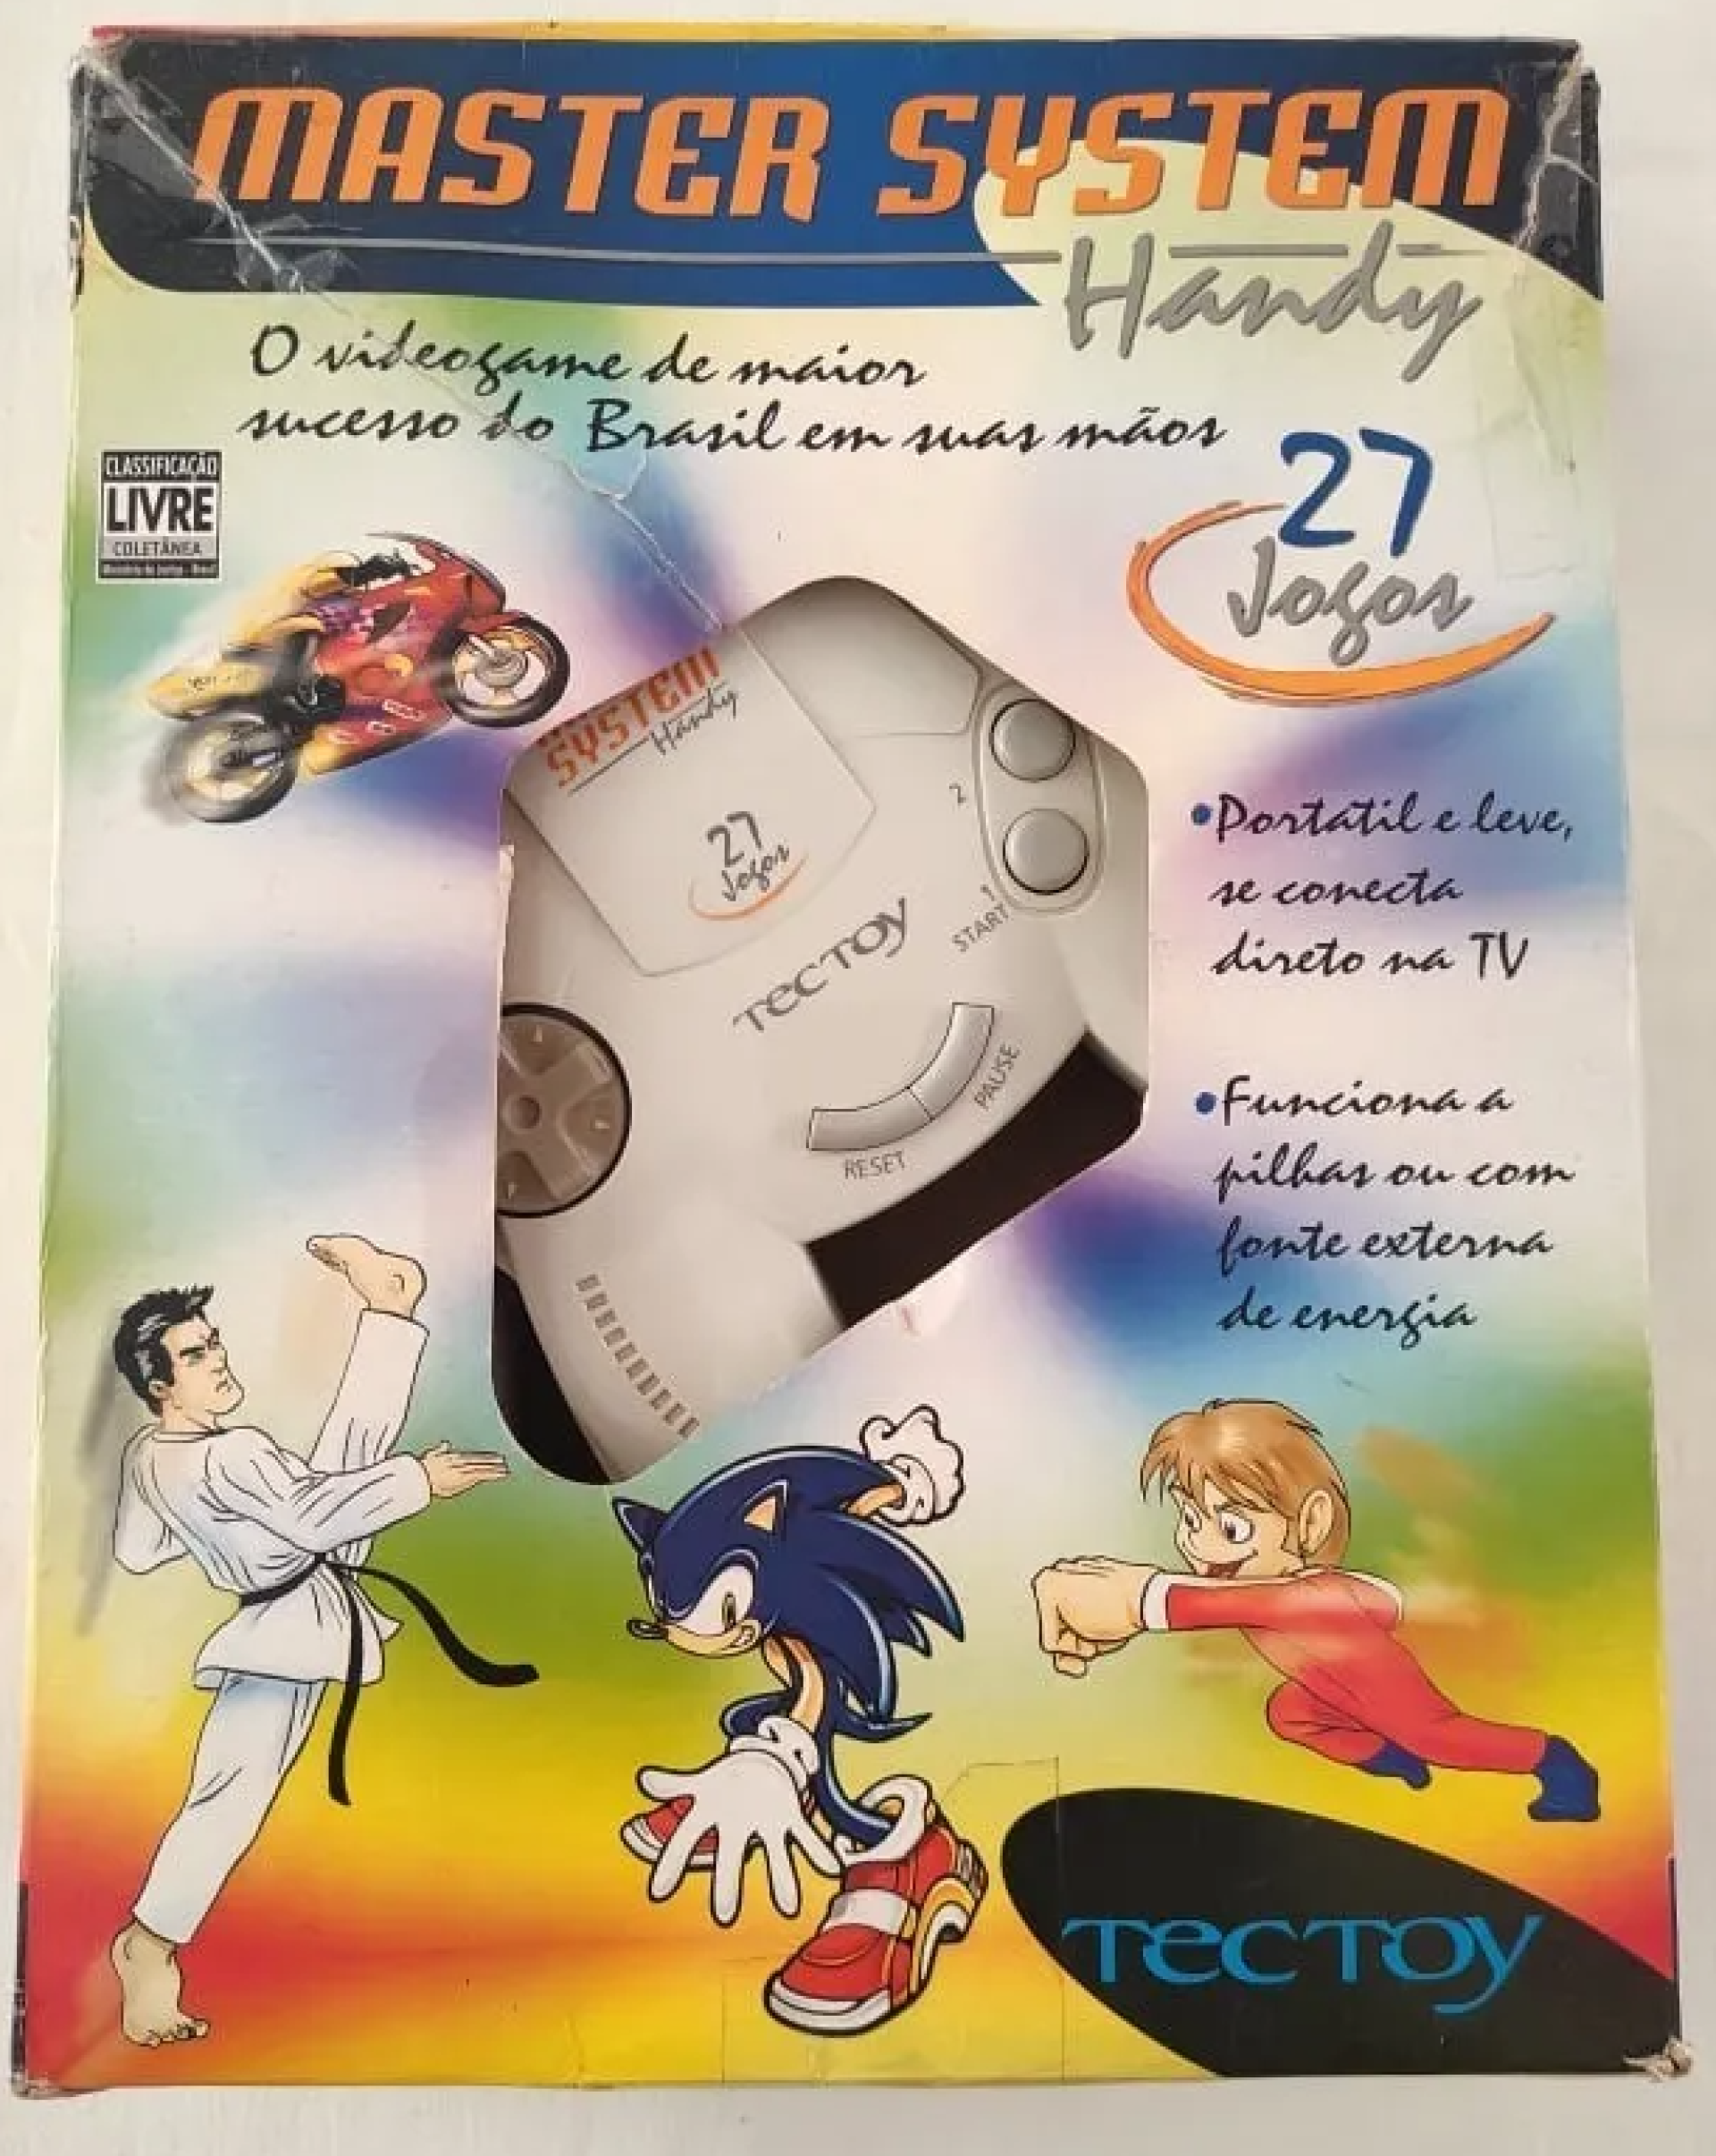 MASTER SYSTEM
Handy
O videogame de maior
sucesso do Brasil em suas mãos
CLASSIFICAÇÃO
LIVRE
COLETÂNEA
27
Jogos
SYSTEM
Handy
27
Jogos
TECTOY
2
1
START
PAUSE
RESET
•Portátil e leve,
se conecta
direto na TV
•Funciona a
pilhas ou com
fonte externa
de energia
TECTOY